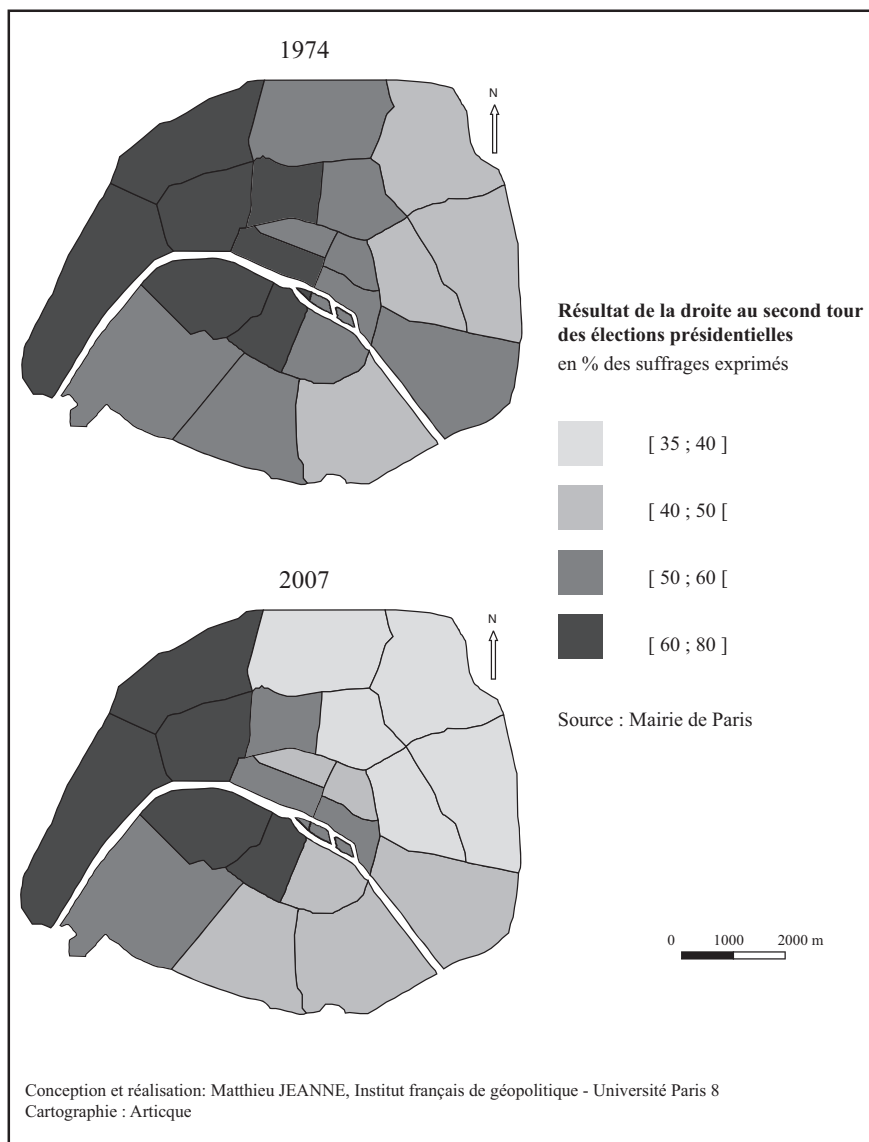 1974
N
Résultat de la droite au second tour
des élections présidentielles
en % des suffrages exprimés
[ 35 ; 40 ]
[ 40 ; 50 [
[ 50 ; 60 [
[ 60 ; 80 ]
Source : Mairie de Paris
2007
N
0 1000 2000 m
Conception et réalisation: Matthieu JEANNE, Institut français de géopolitique - Université Paris 8
Cartographie : Articque